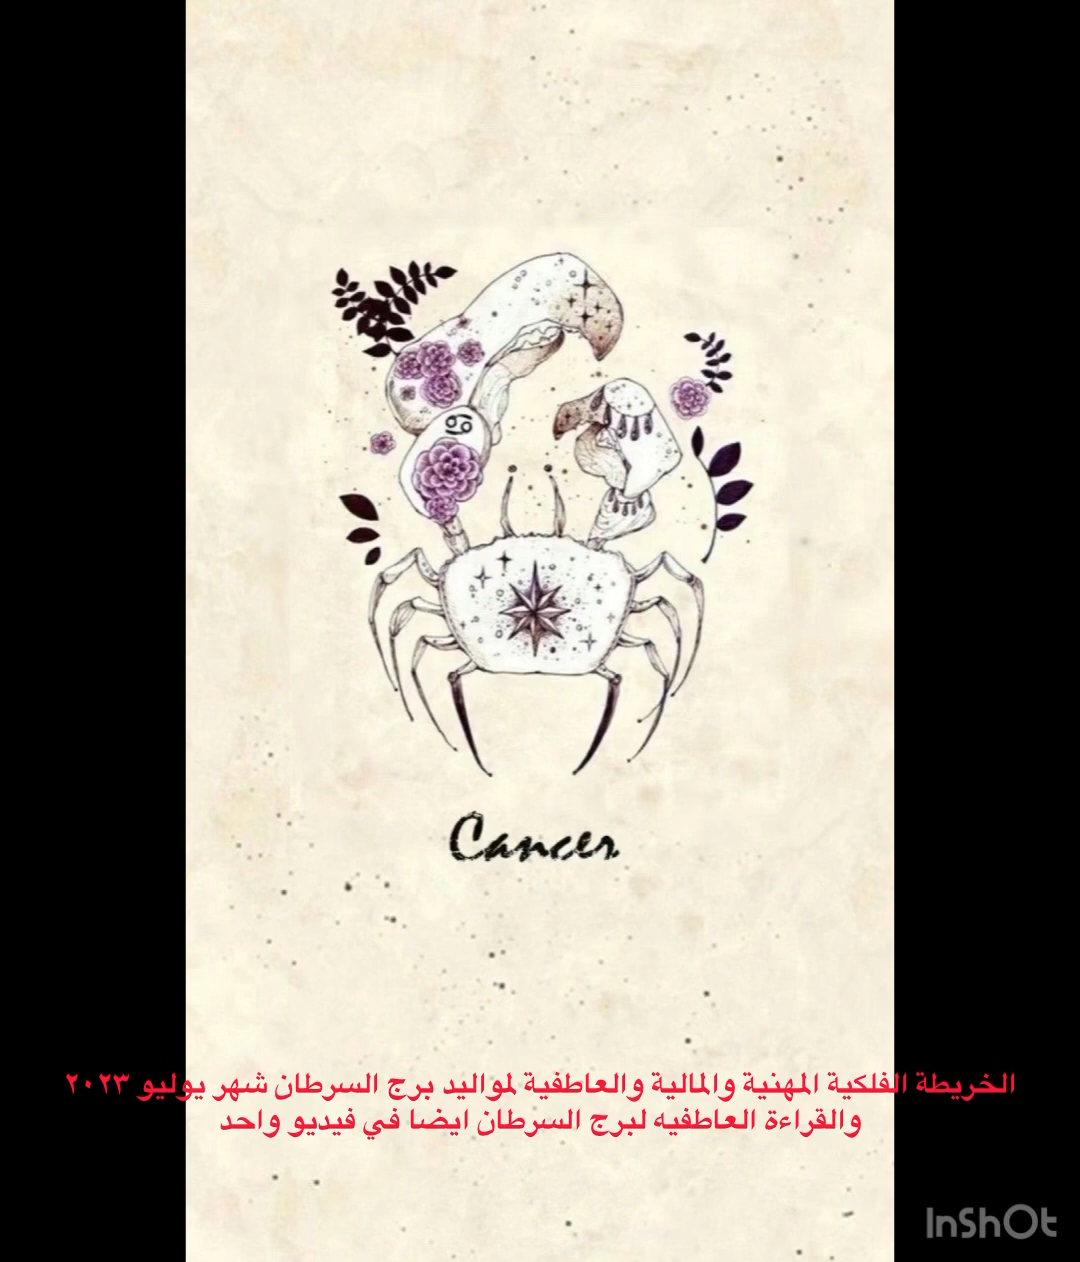 Cancer
الخريطة الفلكية المهنية والمالية والعاطفية لمواليد برج السرطان شهر يوليو ٢٠٢٣
والقراءة العاطفيه لبرج السرطان ايضا في فيديو واحد
InShOt